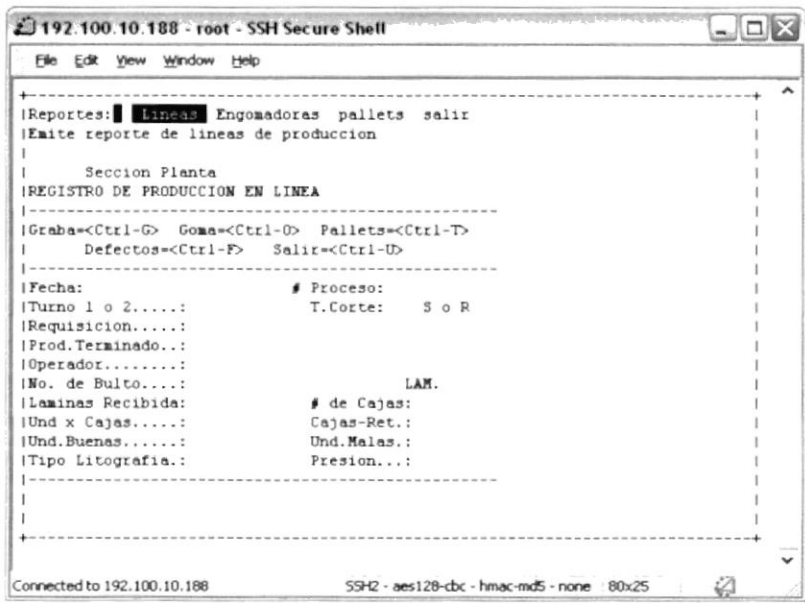 192.100.10.188 - root - SSH Secure Shell
File Edit View Window Help
+------------------------------------------------------------------------------+
|Reportes: Lineas Engomadoras pallets salir |
|Emite reporte de lineas de produccion |
| |
| Seccion Planta |
|REGISTRO DE PRODUCCION EN LINEA |
|--------------------------------------------------- |
|Graba=<Ctrl-G> Goma=<Ctrl-O> Pallets=<Ctrl-T> |
| Defectos=<Ctrl-F> Salir=<Ctrl-U> |
|--------------------------------------------------- |
|Fecha: # Proceso: |
|Turno 1 o 2.....: T.Corte: S o R |
|Requisicion.....: |
|Prod.Terminado..: |
|Operador........: |
|No. de Bulto....: LAM. |
|Laminas Recibida: # de Cajas: |
|Und x Cajas.....: Cajas-Ret.: |
|Und.Buenas......: Und.Malas.: |
|Tipo Litografia.: Presion...: |
|--------------------------------------------------- |
| |
| |
+------------------------------------------------------------------------------+
Connected to 192.100.10.188 SSH2 - aes128-cbc - hmac-md5 - none 80x25